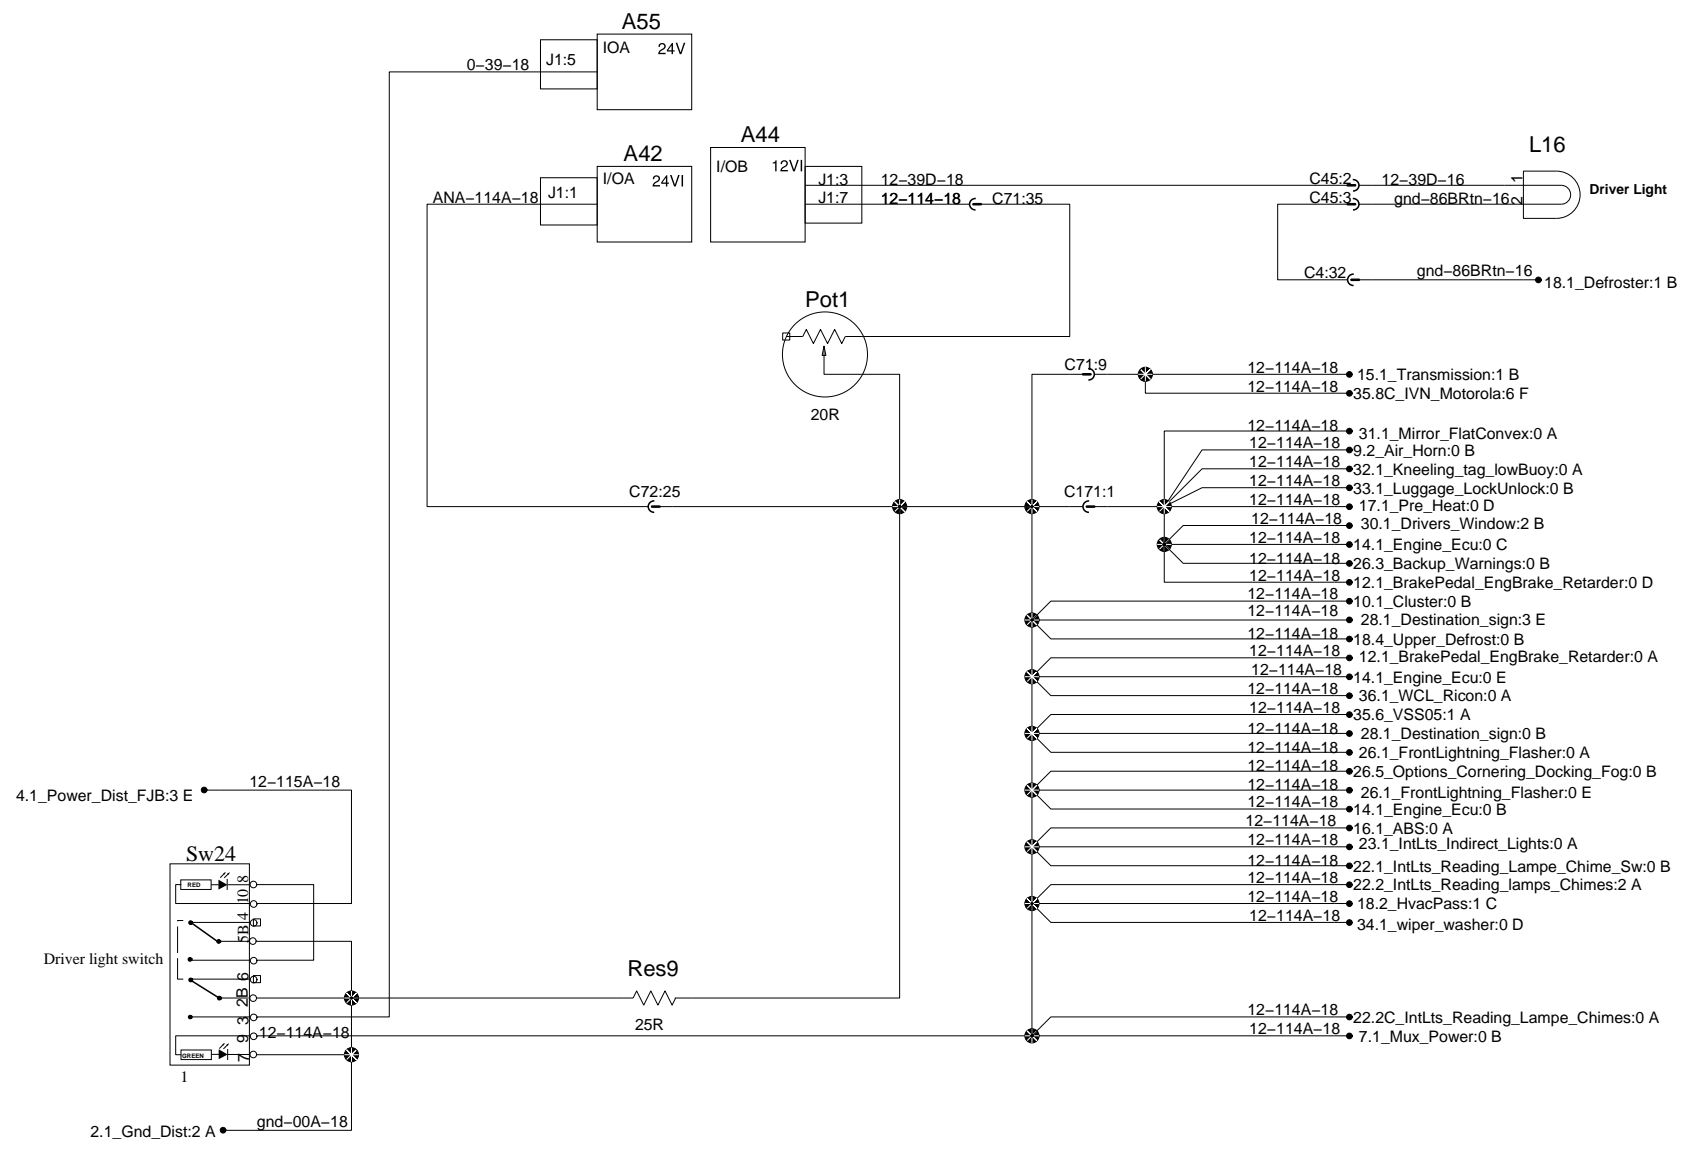 A55
IOA 24V
J1:5
0–39–18
A44
A42
I/OB 12VI
I/OA 24VI
J1:1
ANA–114A–18
J1:3 12–39D–18
J1:7 12–114–18 C71:35
L16
C45:2 12–39D–16 1
C45:3 gnd–86BRtn–16 2
Driver Light
C4:32 gnd–86BRtn–16
18.1_Defroster:1 B
Pot1
20R
C71:9
12–114A–18 15.1_Transmission:1 B
12–114A–18 35.8C_IVN_Motorola:6 F
12–114A–18 31.1_Mirror_FlatConvex:0 A
12–114A–18 9.2_Air_Horn:0 B
12–114A–18 32.1_Kneeling_tag_lowBuoy:0 A
12–114A–18 33.1_Luggage_LockUnlock:0 B
C72:25
C171:1
12–114A–18 17.1_Pre_Heat:0 D
12–114A–18 30.1_Drivers_Window:2 B
12–114A–18 14.1_Engine_Ecu:0 C
12–114A–18 26.3_Backup_Warnings:0 B
12–114A–18 12.1_BrakePedal_EngBrake_Retarder:0 D
12–114A–18 10.1_Cluster:0 B
12–114A–18 28.1_Destination_sign:3 E
12–114A–18 18.4_Upper_Defrost:0 B
12–114A–18 12.1_BrakePedal_EngBrake_Retarder:0 A
12–114A–18 14.1_Engine_Ecu:0 E
12–114A–18 36.1_WCL_Ricon:0 A
12–114A–18 35.6_VSS05:1 A
12–114A–18 28.1_Destination_sign:0 B
12–114A–18 26.1_FrontLightning_Flasher:0 A
12–114A–18 26.5_Options_Cornering_Docking_Fog:0 B
12–114A–18 26.1_FrontLightning_Flasher:0 E
12–114A–18 14.1_Engine_Ecu:0 B
12–114A–18 16.1_ABS:0 A
12–114A–18 23.1_IntLts_Indirect_Lights:0 A
12–114A–18 22.1_IntLts_Reading_Lampe_Chime_Sw:0 B
12–114A–18 22.2_IntLts_Reading_lamps_Chimes:2 A
12–114A–18 18.2_HvacPass:1 C
12–114A–18 34.1_wiper_washer:0 D
12–114A–18 22.2C_IntLts_Reading_Lampe_Chimes:0 A
12–114A–18 7.1_Mux_Power:0 B
12–115A–18
4.1_Power_Dist_FJB:3 E
Sw24
RED
8
10
4
5B
6
2B
3
9
7
GREEN
1
Driver light switch
12–114A–18
Res9
25R
gnd–00A–18
2.1_Gnd_Dist:2 A